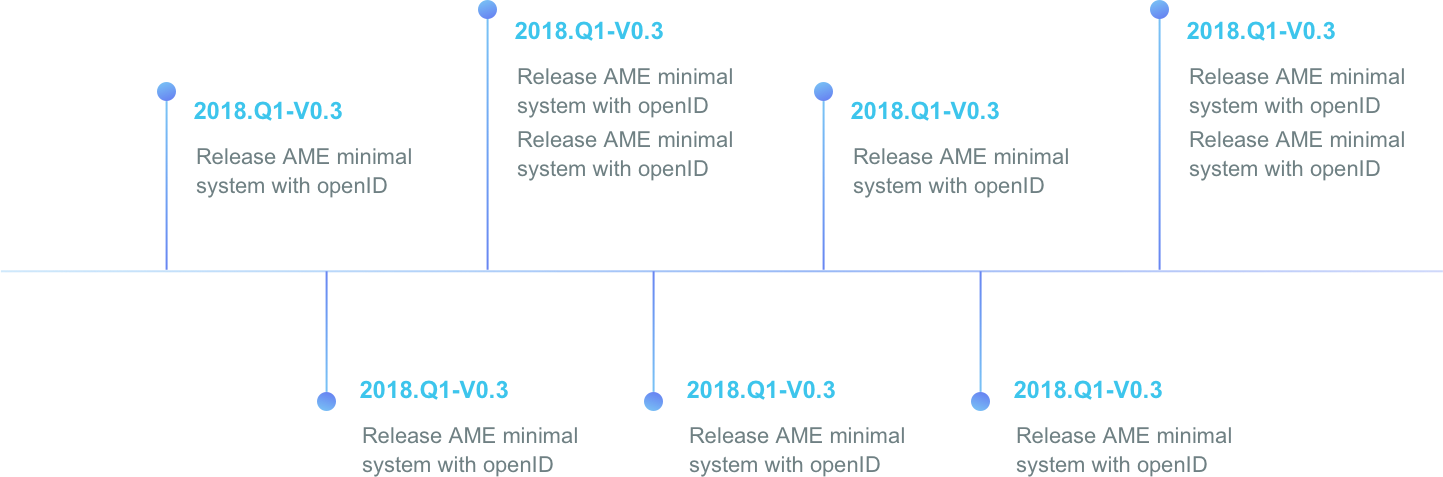 2018.Q1-V0.3
Release AME minimal
system with openID
2018.Q1-V0.3
Release AME minimal
system with openID
2018.Q1-V0.3
Release AME minimal
system with openID
Release AME minimal
system with openID
2018.Q1-V0.3
Release AME minimal
system with openID
2018.Q1-V0.3
Release AME minimal
system with openID
2018.Q1-V0.3
Release AME minimal
system with openID
2018.Q1-V0.3
Release AME minimal
system with openID
Release AME minimal
system with openID